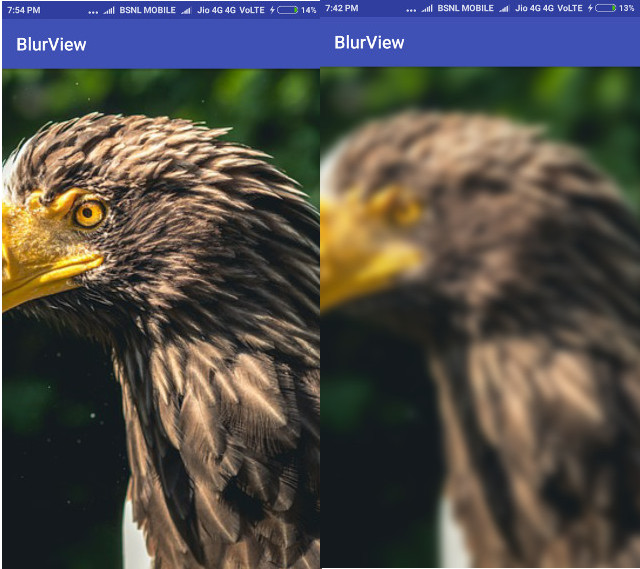 7:54 PM ... BSNL MOBILE Jio 4G 4G VoLTE 14%
BlurView
7:42 PM ... BSNL MOBILE Jio 4G 4G VoLTE 13%
BlurView